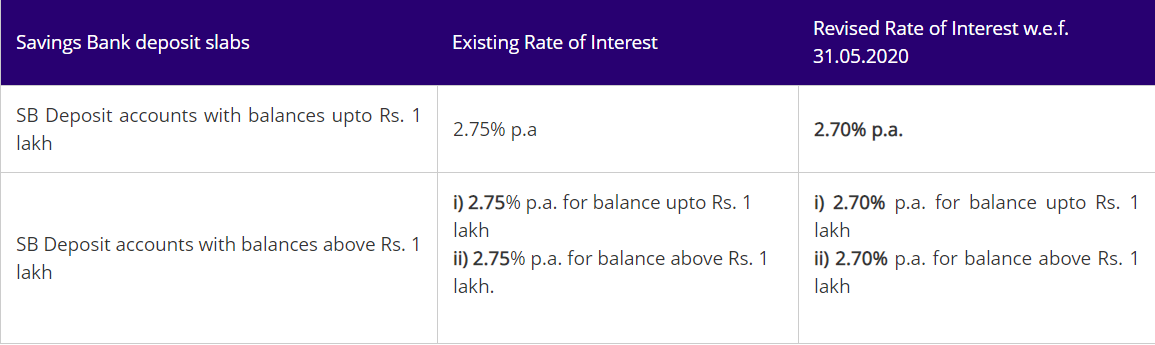 Savings Bank deposit slabs
Existing Rate of Interest
Revised Rate of Interest w.e.f.
31.05.2020
SB Deposit accounts with balances upto Rs. 1
lakh
2.75% p.a
2.70% p.a.
SB Deposit accounts with balances above Rs. 1
lakh
i) 2.75% p.a. for balance upto Rs. 1
lakh
ii) 2.75% p.a. for balance above Rs. 1
lakh.
i) 2.70% p.a. for balance upto Rs. 1
lakh
ii) 2.70% p.a. for balance above Rs. 1
lakh